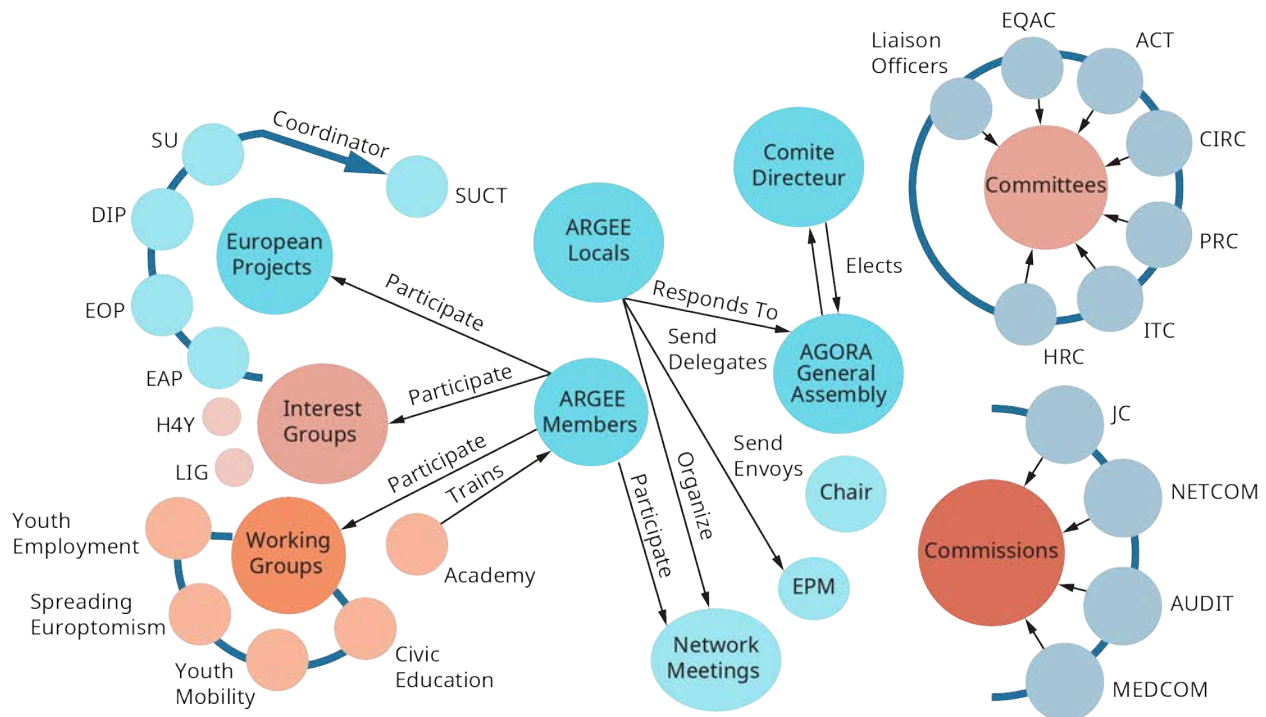 EQAC
Liaison
Officers
ACT
CIRC
Committees
PRC
ITC
HRC
SU
Coordinator
SUCT
DIP
European
Projects
EOP
EAP
Comite
Directeur
ARGEE
Locals
Elects
Responds To
Send
Delegates
AGORA
General
Assembly
Participate
Participate
Interest
Groups
H4Y
LIG
ARGEE
Members
Participate
Trains
Participate
Organize
Send
Envoys
Chair
EPM
Network
Meetings
Youth
Employment
Working
Groups
Academy
Spreading
Europtomism
Youth
Mobility
Civic
Education
JC
NETCOM
Commissions
AUDIT
MEDCOM